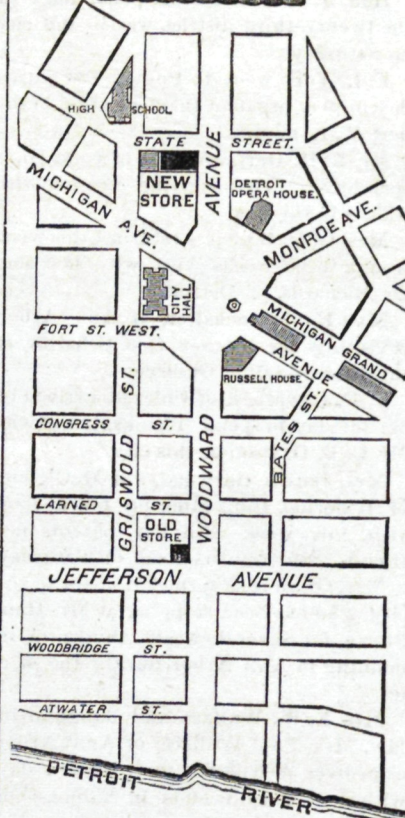 HIGH SCHOOL.
STATE STREET.
AVENUE
NEW
STORE
DETROIT
OPERA HOUSE.
MICHIGAN AVE.
MONROE AVE.
CITY
HALL
MICHIGAN GRAND
AVENUE
FORT ST. WEST.
RUSSELL HOUSE
GRISWOLD ST.
WOODWARD
BATES ST.
CONGRESS ST.
LARNED ST.
OLD
STORE
JEFFERSON AVENUE
WOODBRIDGE ST.
ATWATER ST.
DETROIT RIVER